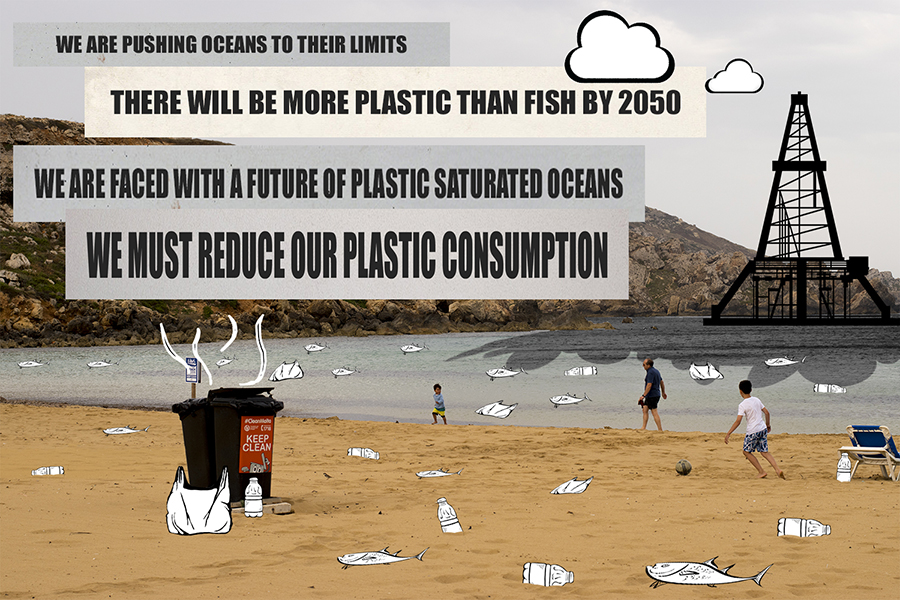 WE ARE PUSHING OCEANS TO THEIR LIMITS
THERE WILL BE MORE PLASTIC THAN FISH BY 2050
WE ARE FACED WITH A FUTURE OF PLASTIC SATURATED OCEANS
WE MUST REDUCE OUR PLASTIC CONSUMPTION
#CleanMalta
KEEP
CLEAN